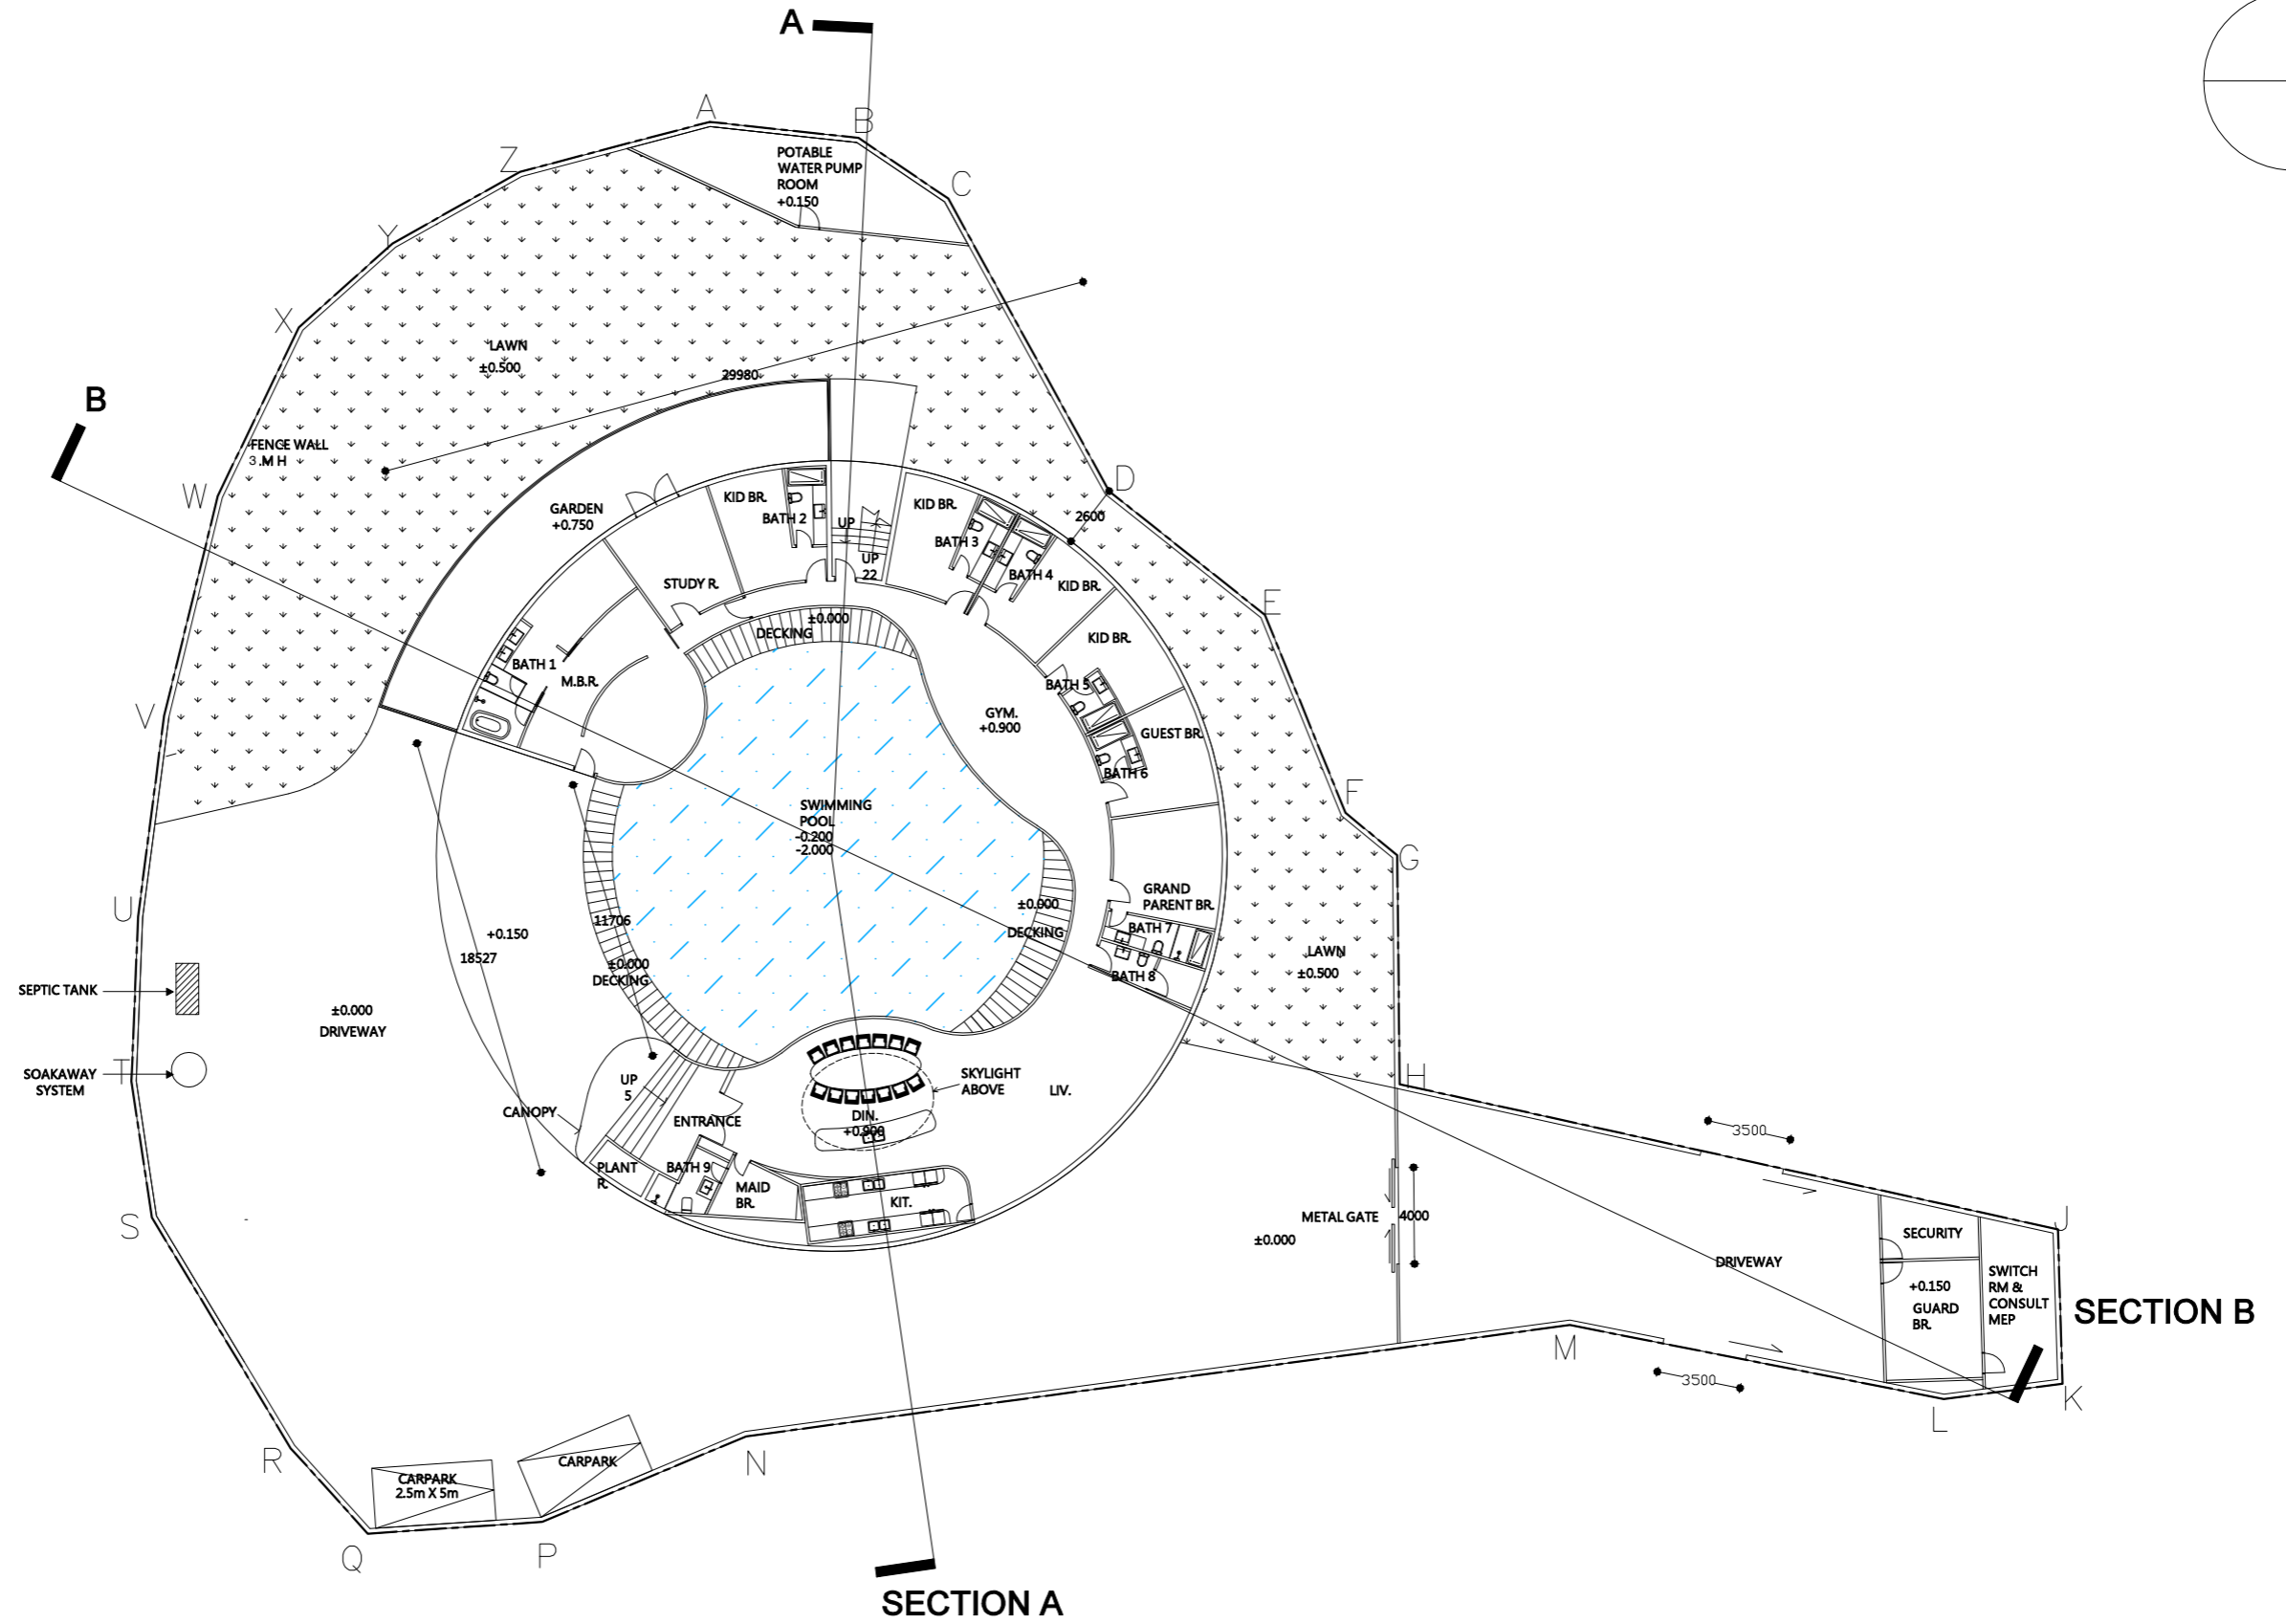 A
A
B
Z
POTABLE
WATER PUMP
ROOM
+0.150
C
Y
X
LAWN
±0.500
29980
B
FENCE WALL
3.M H
W
D
GARDEN
+0.750
KID BR.
BATH 2
UP
UP
22
KID BR.
BATH 3
2600
BATH 4
KID BR.
STUDY R.
E
±0.000
DECKING
KID BR.
BATH 1
M.B.R.
BATH 5
V
GYM.
+0.900
GUEST BR.
BATH 6
F
SWIMMING
POOL
-0.200
-2.000
G
U
GRAND
PARENT BR.
±0.000
DECKING
BATH 7
BATH 8
11706
+0.150
18527
±0.000
DECKING
LAWN
±0.500
SEPTIC TANK
±0.000
DRIVEWAY
SOAKAWAY
SYSTEM
T
UP
5
SKYLIGHT
ABOVE
LIV.
H
CANOPY
ENTRANCE
DIN.
+0.900
3500
PLANT
R.
BATH 9
MAID
BR.
KIT.
S
METAL GATE
4000
±0.000
J
SECURITY
DRIVEWAY
+0.150
GUARD
BR.
SWITCH
RM &
CONSULT
MEP
SECTION B
M
3500
L
K
R
N
CARPARK
2.5m X 5m
CARPARK
Q
P
SECTION A